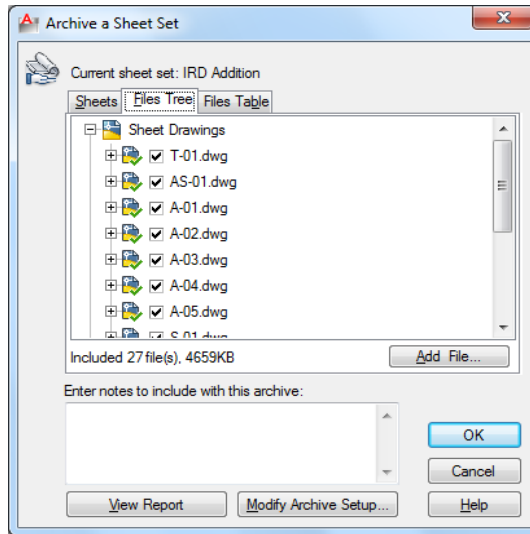 Archive a Sheet Set
Current sheet set: IRD Addition
Sheets Files Tree Files Table
Sheet Drawings
T-01.dwg
AS-01.dwg
A-01.dwg
A-02.dwg
A-03.dwg
A-04.dwg
A-05.dwg
S-01.dwg
Included 27 file(s), 4659KB Add File...
Enter notes to include with this archive:
OK
Cancel
View Report Modify Archive Setup... Help